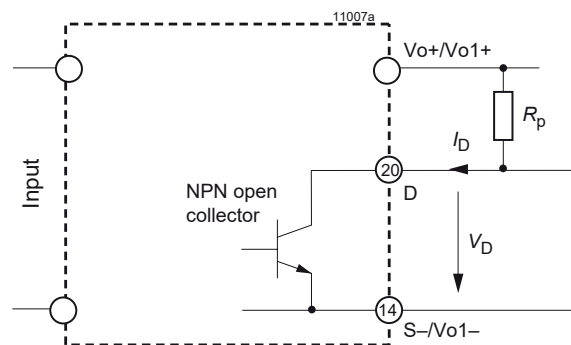 11007a
Vo+/Vo1+
Rp
ID
20
D
NPN open
collector
Input
VD
14
S–/Vo1–